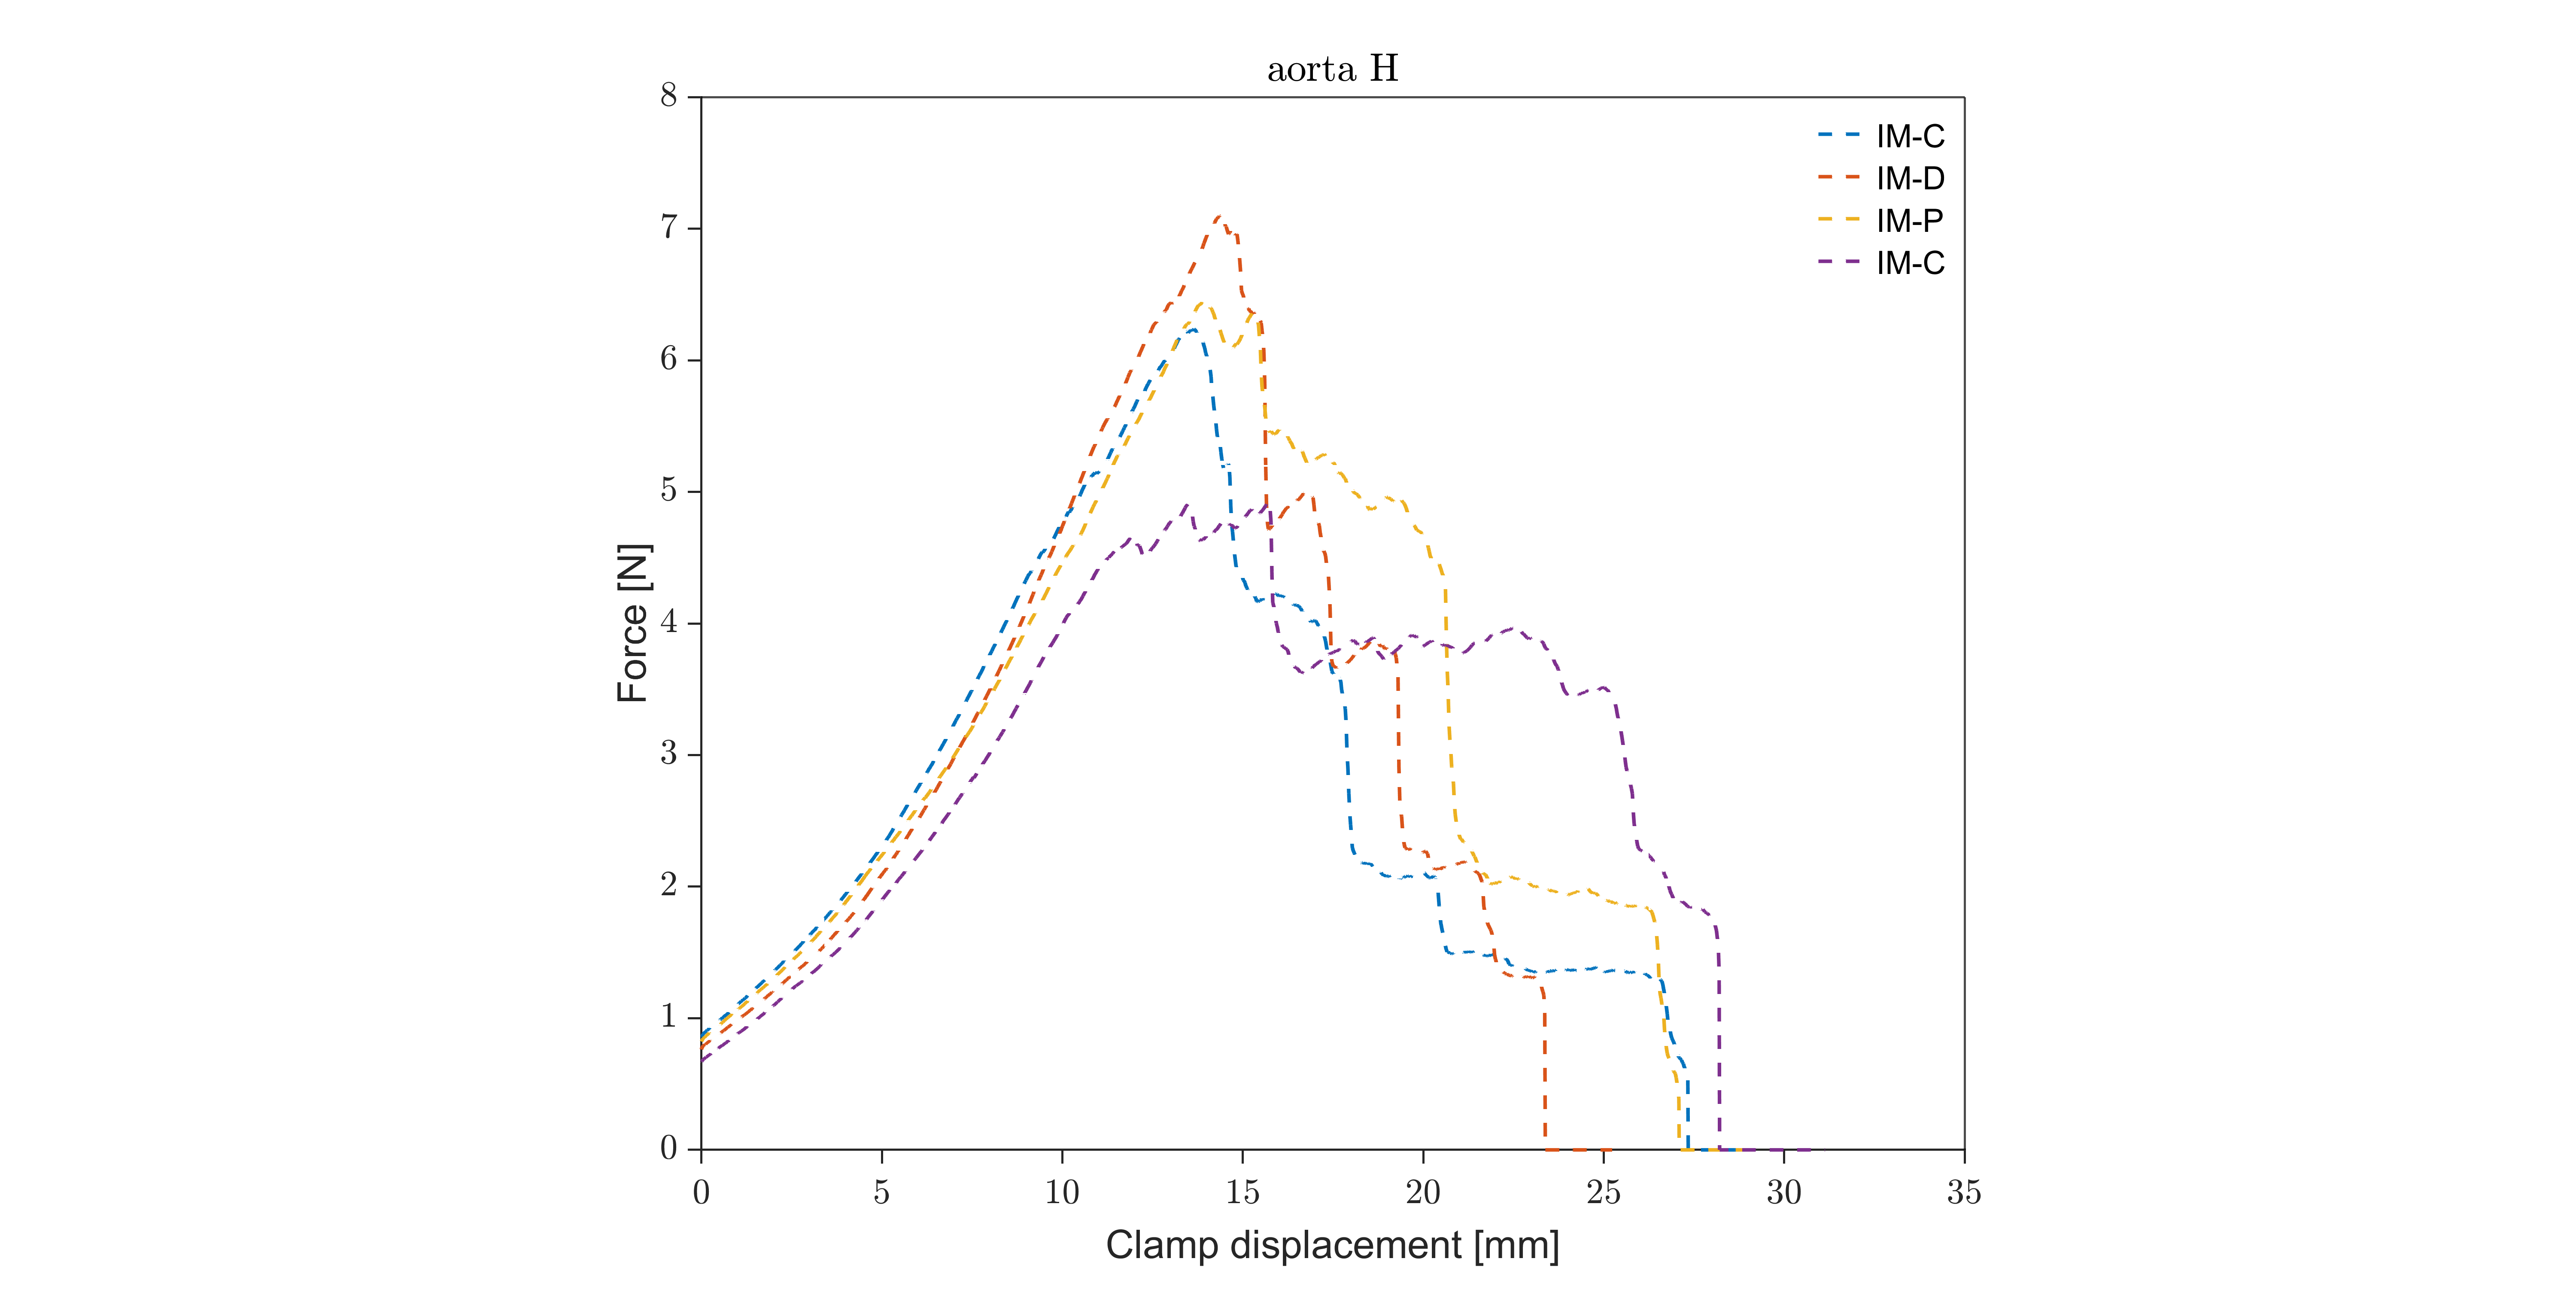 aorta H
8
7
6
5
4
3
2
1
0
Force [N]
IM-C
IM-D
IM-P
IM-C
0 5 10 15 20 25 30 35
Clamp displacement [mm]